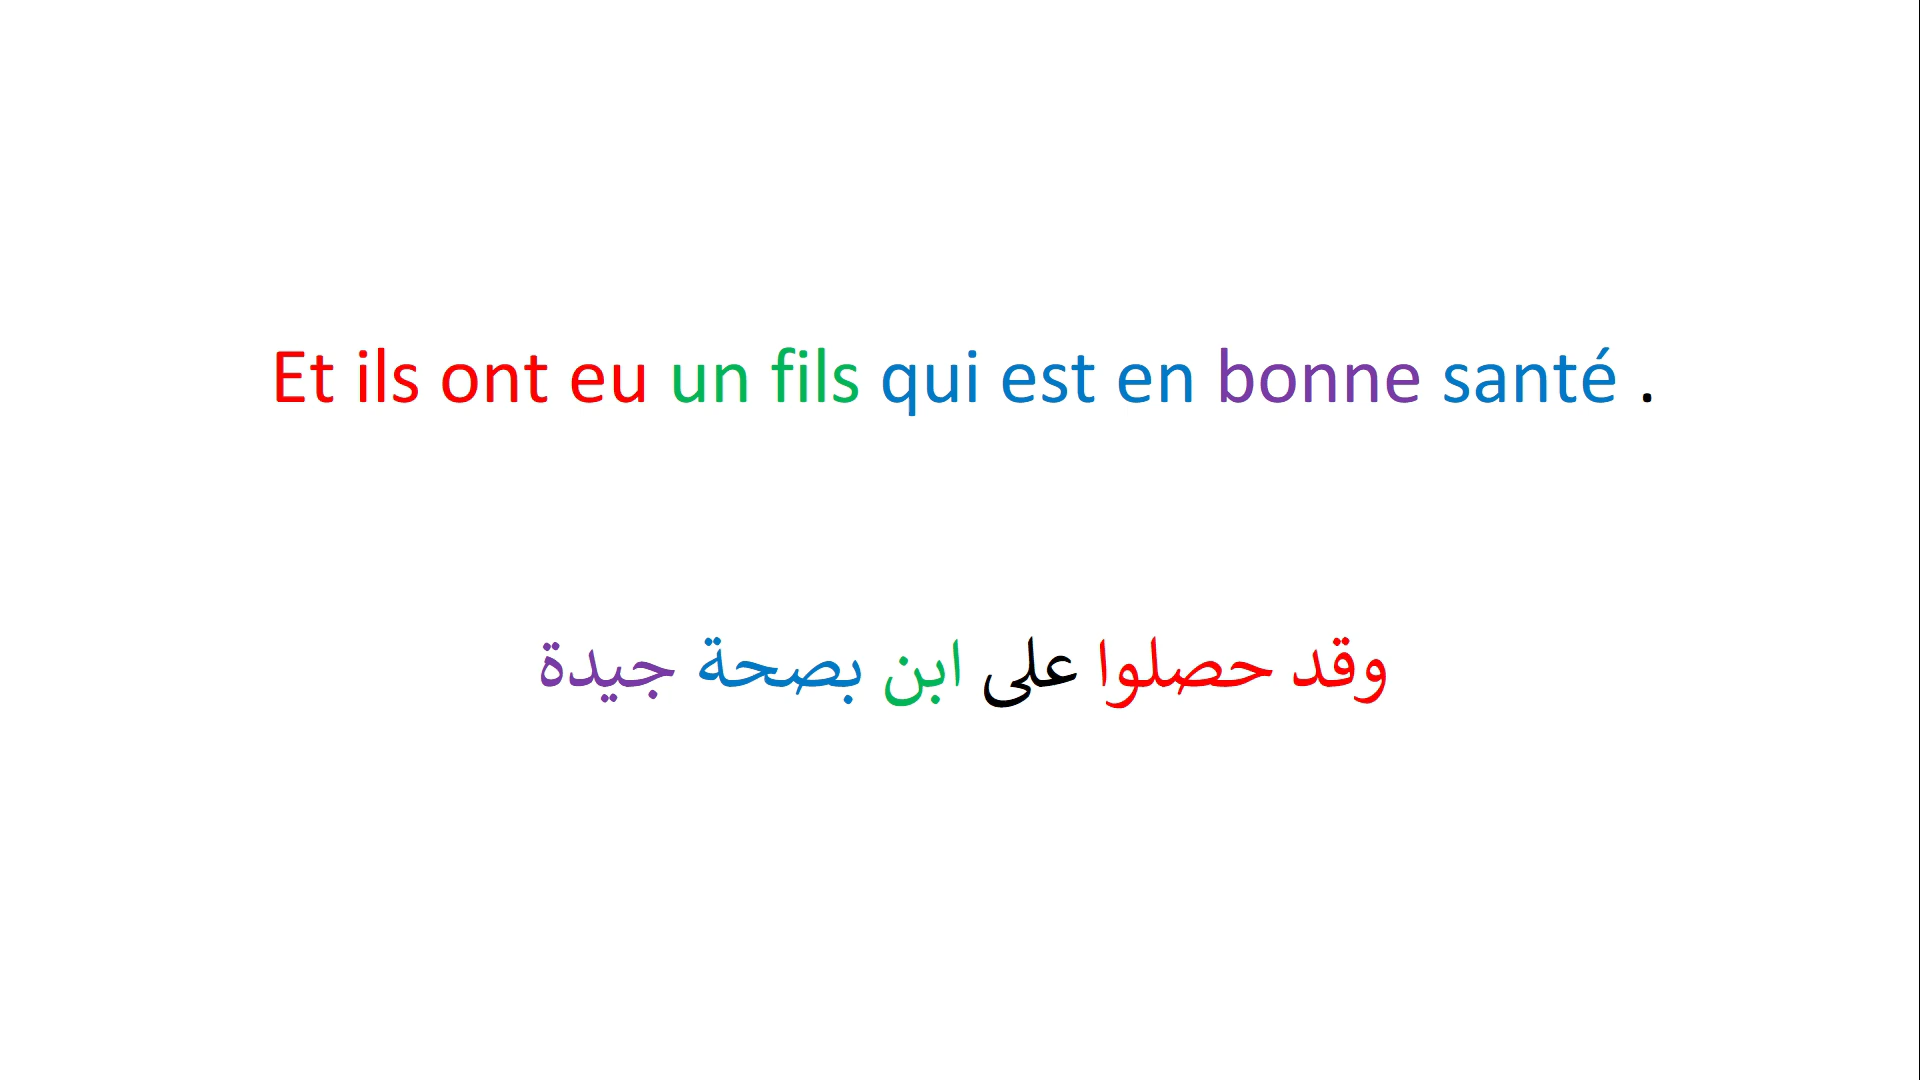 Et ils ont eu un fils qui est en bonne santé .
وقد حصلوا على ابن بصحة جيدة